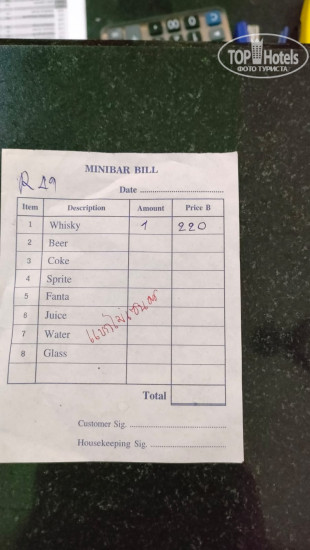 TOP Hotels
ФОТО ТУРИСТА
MINIBAR BILL
R 19
Date
Item Description Amount Price B
1 Whisky 1 220
2 Beer
3 Coke
4 Sprite
5 Fanta
6 Juice
7 Water
8 Glass
Total
Customer Sig.
Housekeeping Sig.